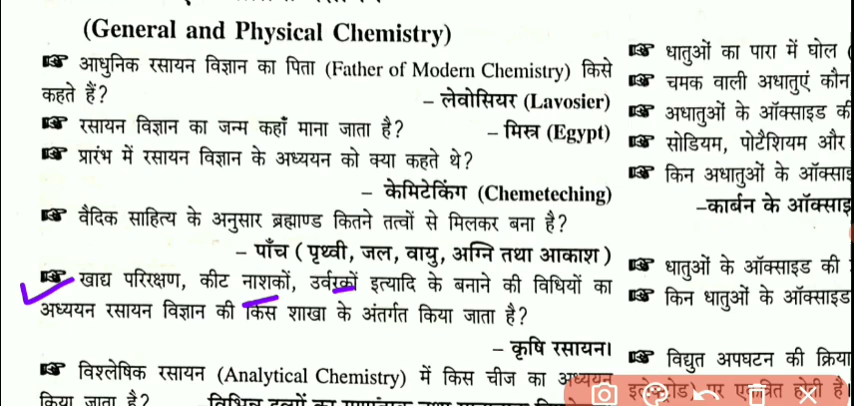 (General and Physical Chemistry)
☞ आधुनिक रसायन विज्ञान का पिता (Father of Modern Chemistry) किसे
कहते हैं?
– लेवोसियर (Lavosier)
☞ रसायन विज्ञान का जन्म कहाँ माना जाता है? – मिस्त्र (Egypt)
☞ प्रारंभ में रसायन विज्ञान के अध्ययन को क्या कहते थे?
– केमिटेकिंग (Chemeteching)
☞ वैदिक साहित्य के अनुसार ब्रह्माण्ड कितने तत्वों से मिलकर बना है?
– पाँच ( पृथ्वी, जल, वायु, अग्नि तथा आकाश )
☞ खाद्य परिरक्षण, कीट नाशकों, उर्वरकों इत्यादि के बनाने की विधियों का
अध्ययन रसायन विज्ञान की किस शाखा के अंतर्गत किया जाता है?
– कृषि रसायन।
☞ विश्लेषिक रसायन (Analytical Chemistry) में किस चीज का अध्ययन
किया जाता है?
☞ धातुओं का पारा में घोल (
☞ चमक वाली अधातुएं कौन
☞ अधातुओं के ऑक्साइड की
☞ सोडियम, पोटैशियम और
☞ किन अधातुओं के ऑक्साइ
–कार्बन के ऑक्साइ
☞ धातुओं के ऑक्साइड की
☞ किन धातुओं के ऑक्साइड
☞ विद्युत अपघटन की क्रिया
पर एकत्रित होती है।